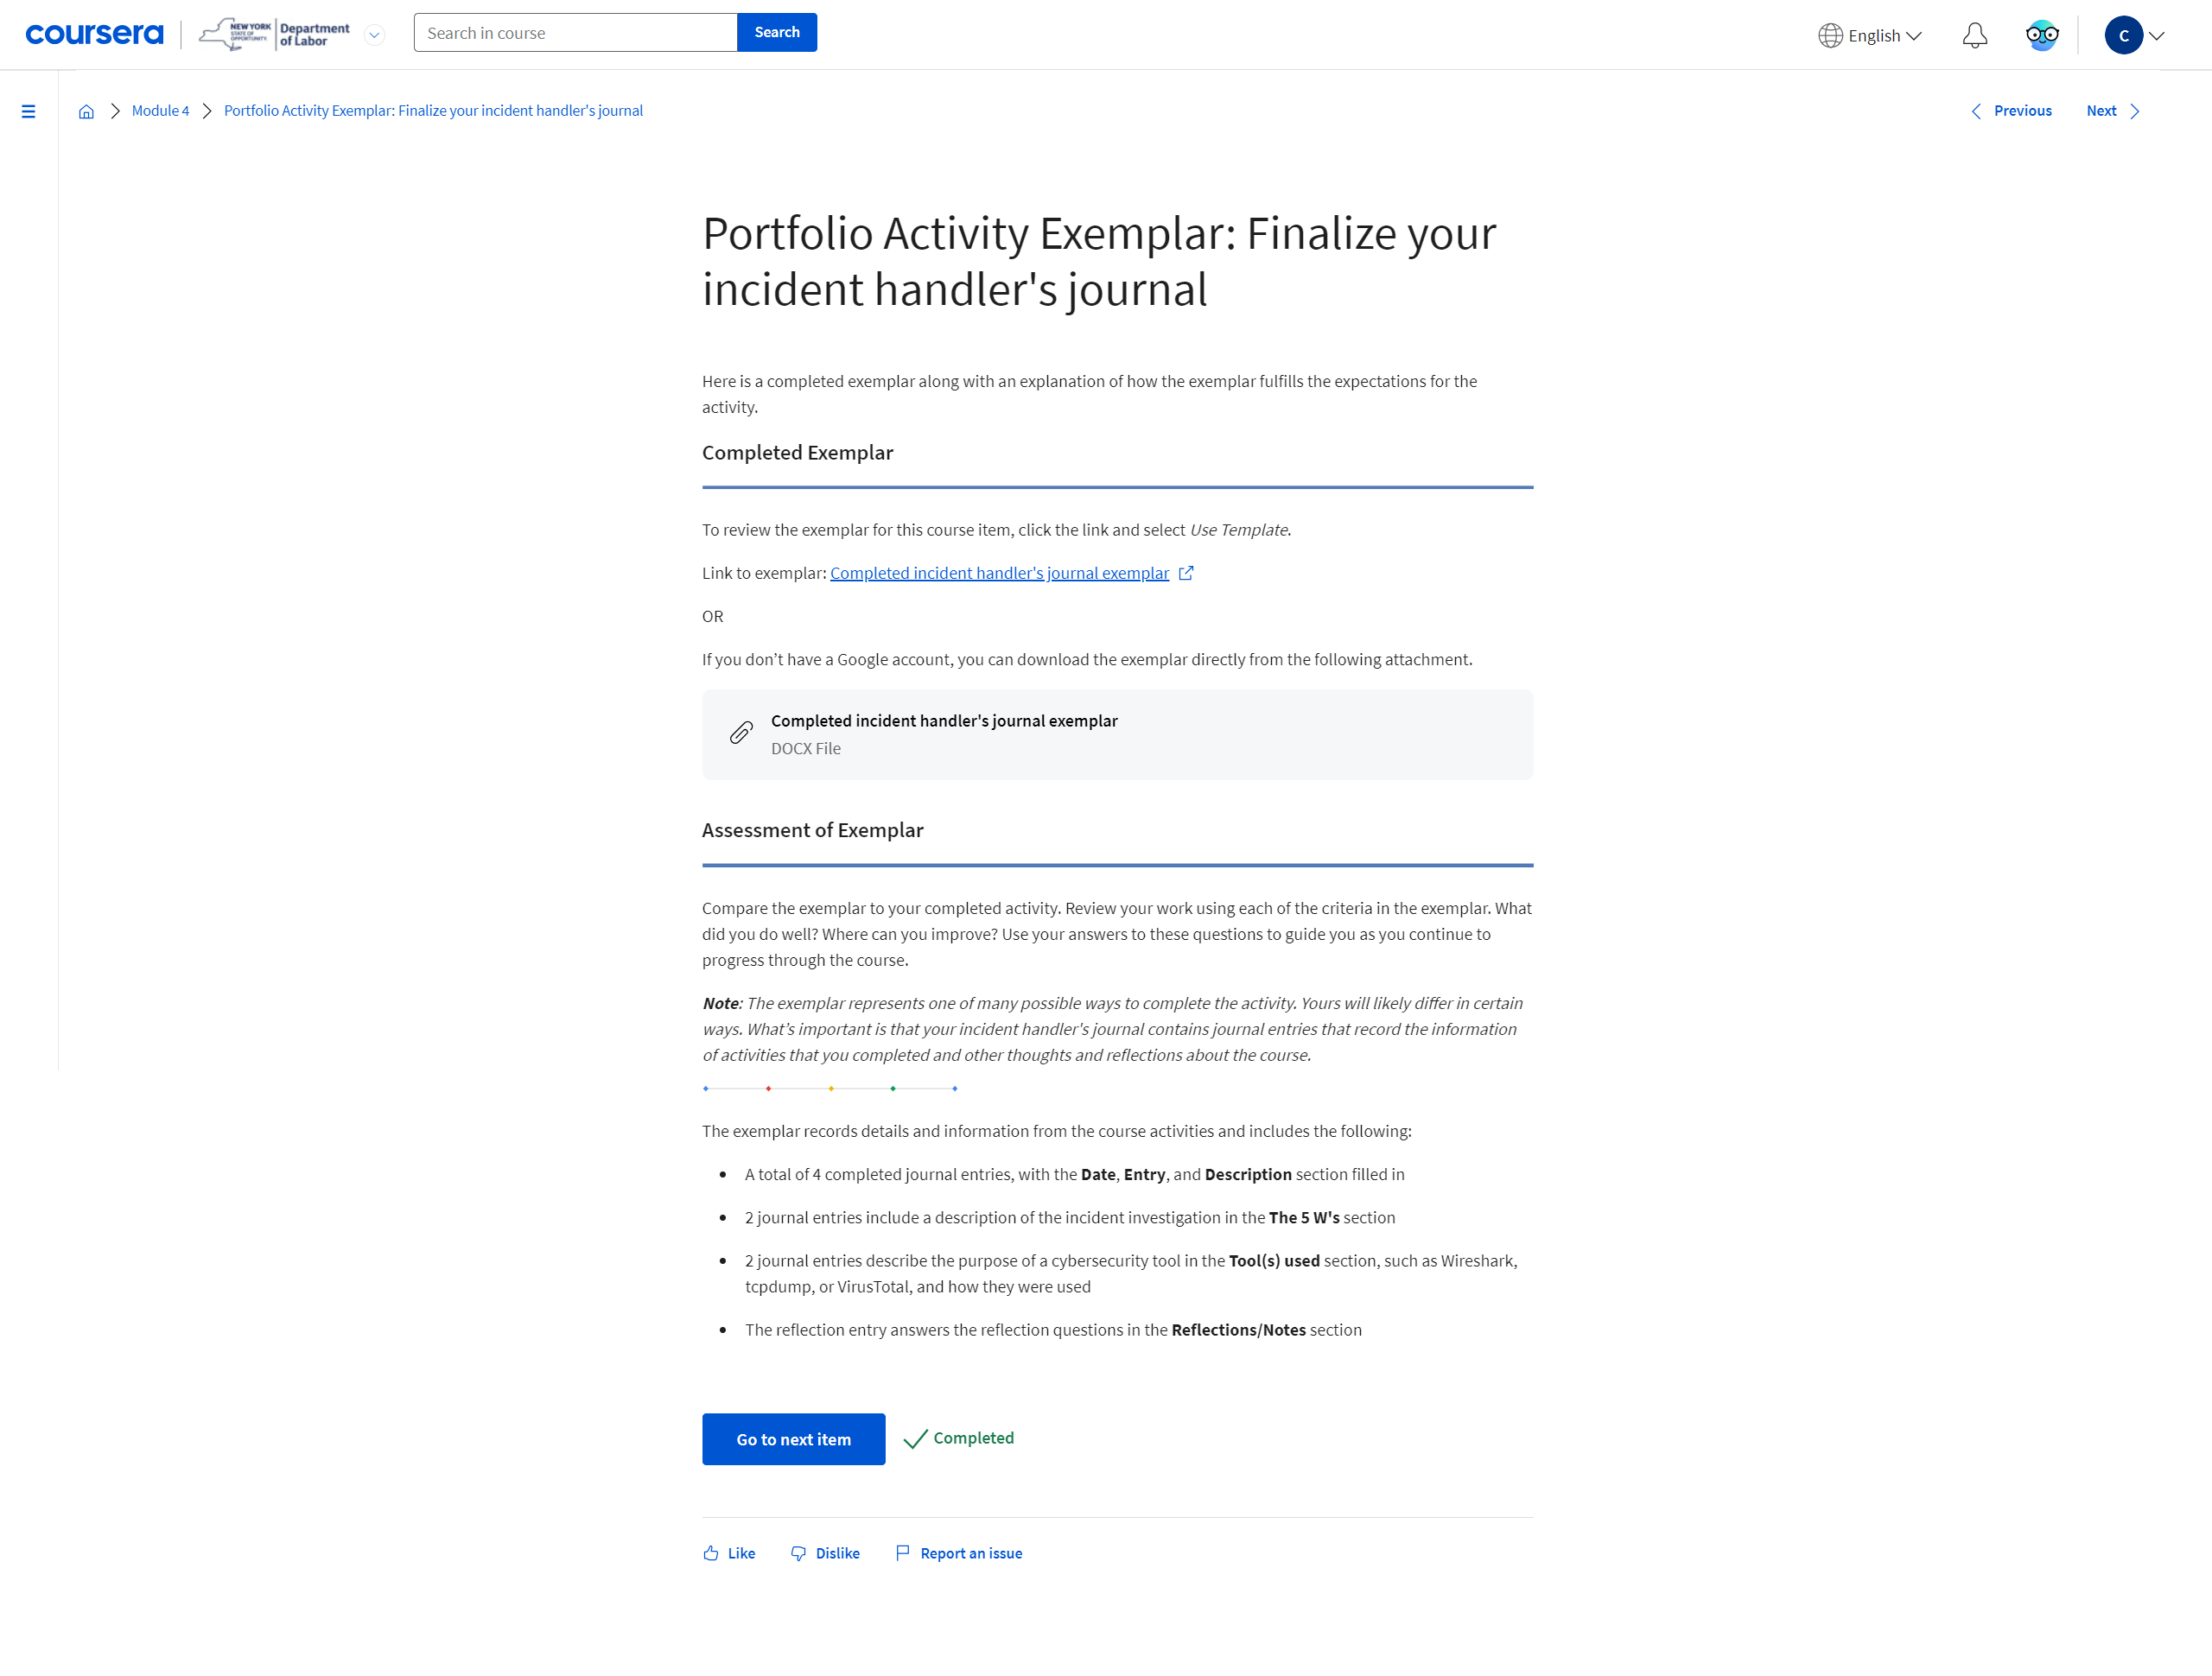 coursera
NEW YORK
STATE OF
OPPORTUNITY.
Department
of Labor
Search in course
Search
English
C
Module 4
Portfolio Activity Exemplar: Finalize your incident handler's journal
Previous
Next
Portfolio Activity Exemplar: Finalize your
incident handler's journal
Here is a completed exemplar along with an explanation of how the exemplar fulfills the expectations for the
activity.
Completed Exemplar
To review the exemplar for this course item, click the link and select Use Template.
Link to exemplar: Completed incident handler's journal exemplar
OR
If you don’t have a Google account, you can download the exemplar directly from the following attachment.
Completed incident handler's journal exemplar
DOCX File
Assessment of Exemplar
Compare the exemplar to your completed activity. Review your work using each of the criteria in the exemplar. What
did you do well? Where can you improve? Use your answers to these questions to guide you as you continue to
progress through the course.
Note: The exemplar represents one of many possible ways to complete the activity. Yours will likely differ in certain
ways. What’s important is that your incident handler's journal contains journal entries that record the information
of activities that you completed and other thoughts and reflections about the course.
The exemplar records details and information from the course activities and includes the following:
• A total of 4 completed journal entries, with the Date, Entry, and Description section filled in
• 2 journal entries include a description of the incident investigation in the The 5 W's section
• 2 journal entries describe the purpose of a cybersecurity tool in the Tool(s) used section, such as Wireshark,
tcpdump, or VirusTotal, and how they were used
• The reflection entry answers the reflection questions in the Reflections/Notes section
Go to next item
Completed
Like
Dislike
Report an issue